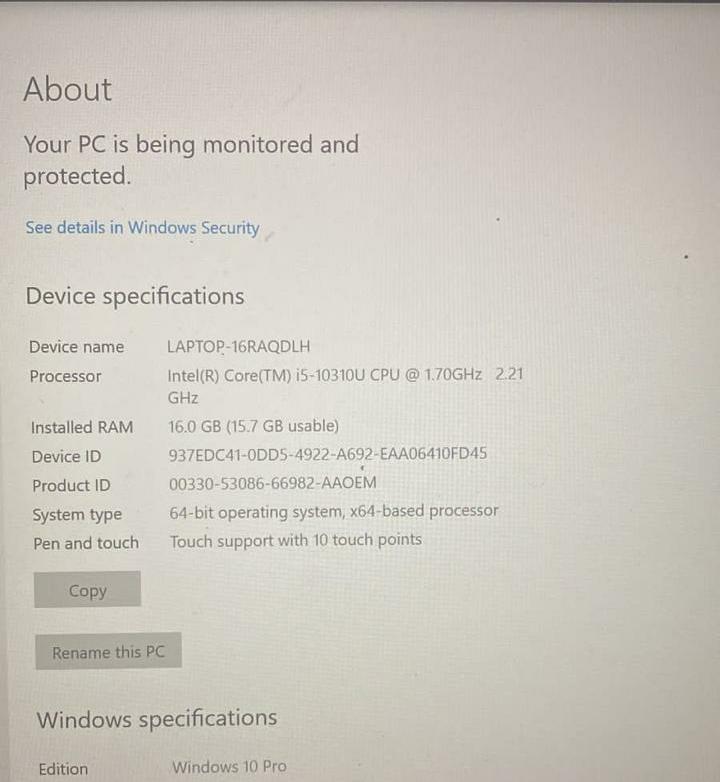 About
Your PC is being monitored and
protected.
See details in Windows Security
Device specifications
Device name LAPTOP-16RAQDLH
Processor Intel(R) Core(TM) i5-10310U CPU @ 1.70GHz 2.21
GHz
Installed RAM 16.0 GB (15.7 GB usable)
Device ID 937EDC41-0DD5-4922-A692-EAA06410FD45
Product ID 00330-53086-66982-AAOEM
System type 64-bit operating system, x64-based processor
Pen and touch Touch support with 10 touch points
Copy
Rename this PC
Windows specifications
Edition Windows 10 Pro